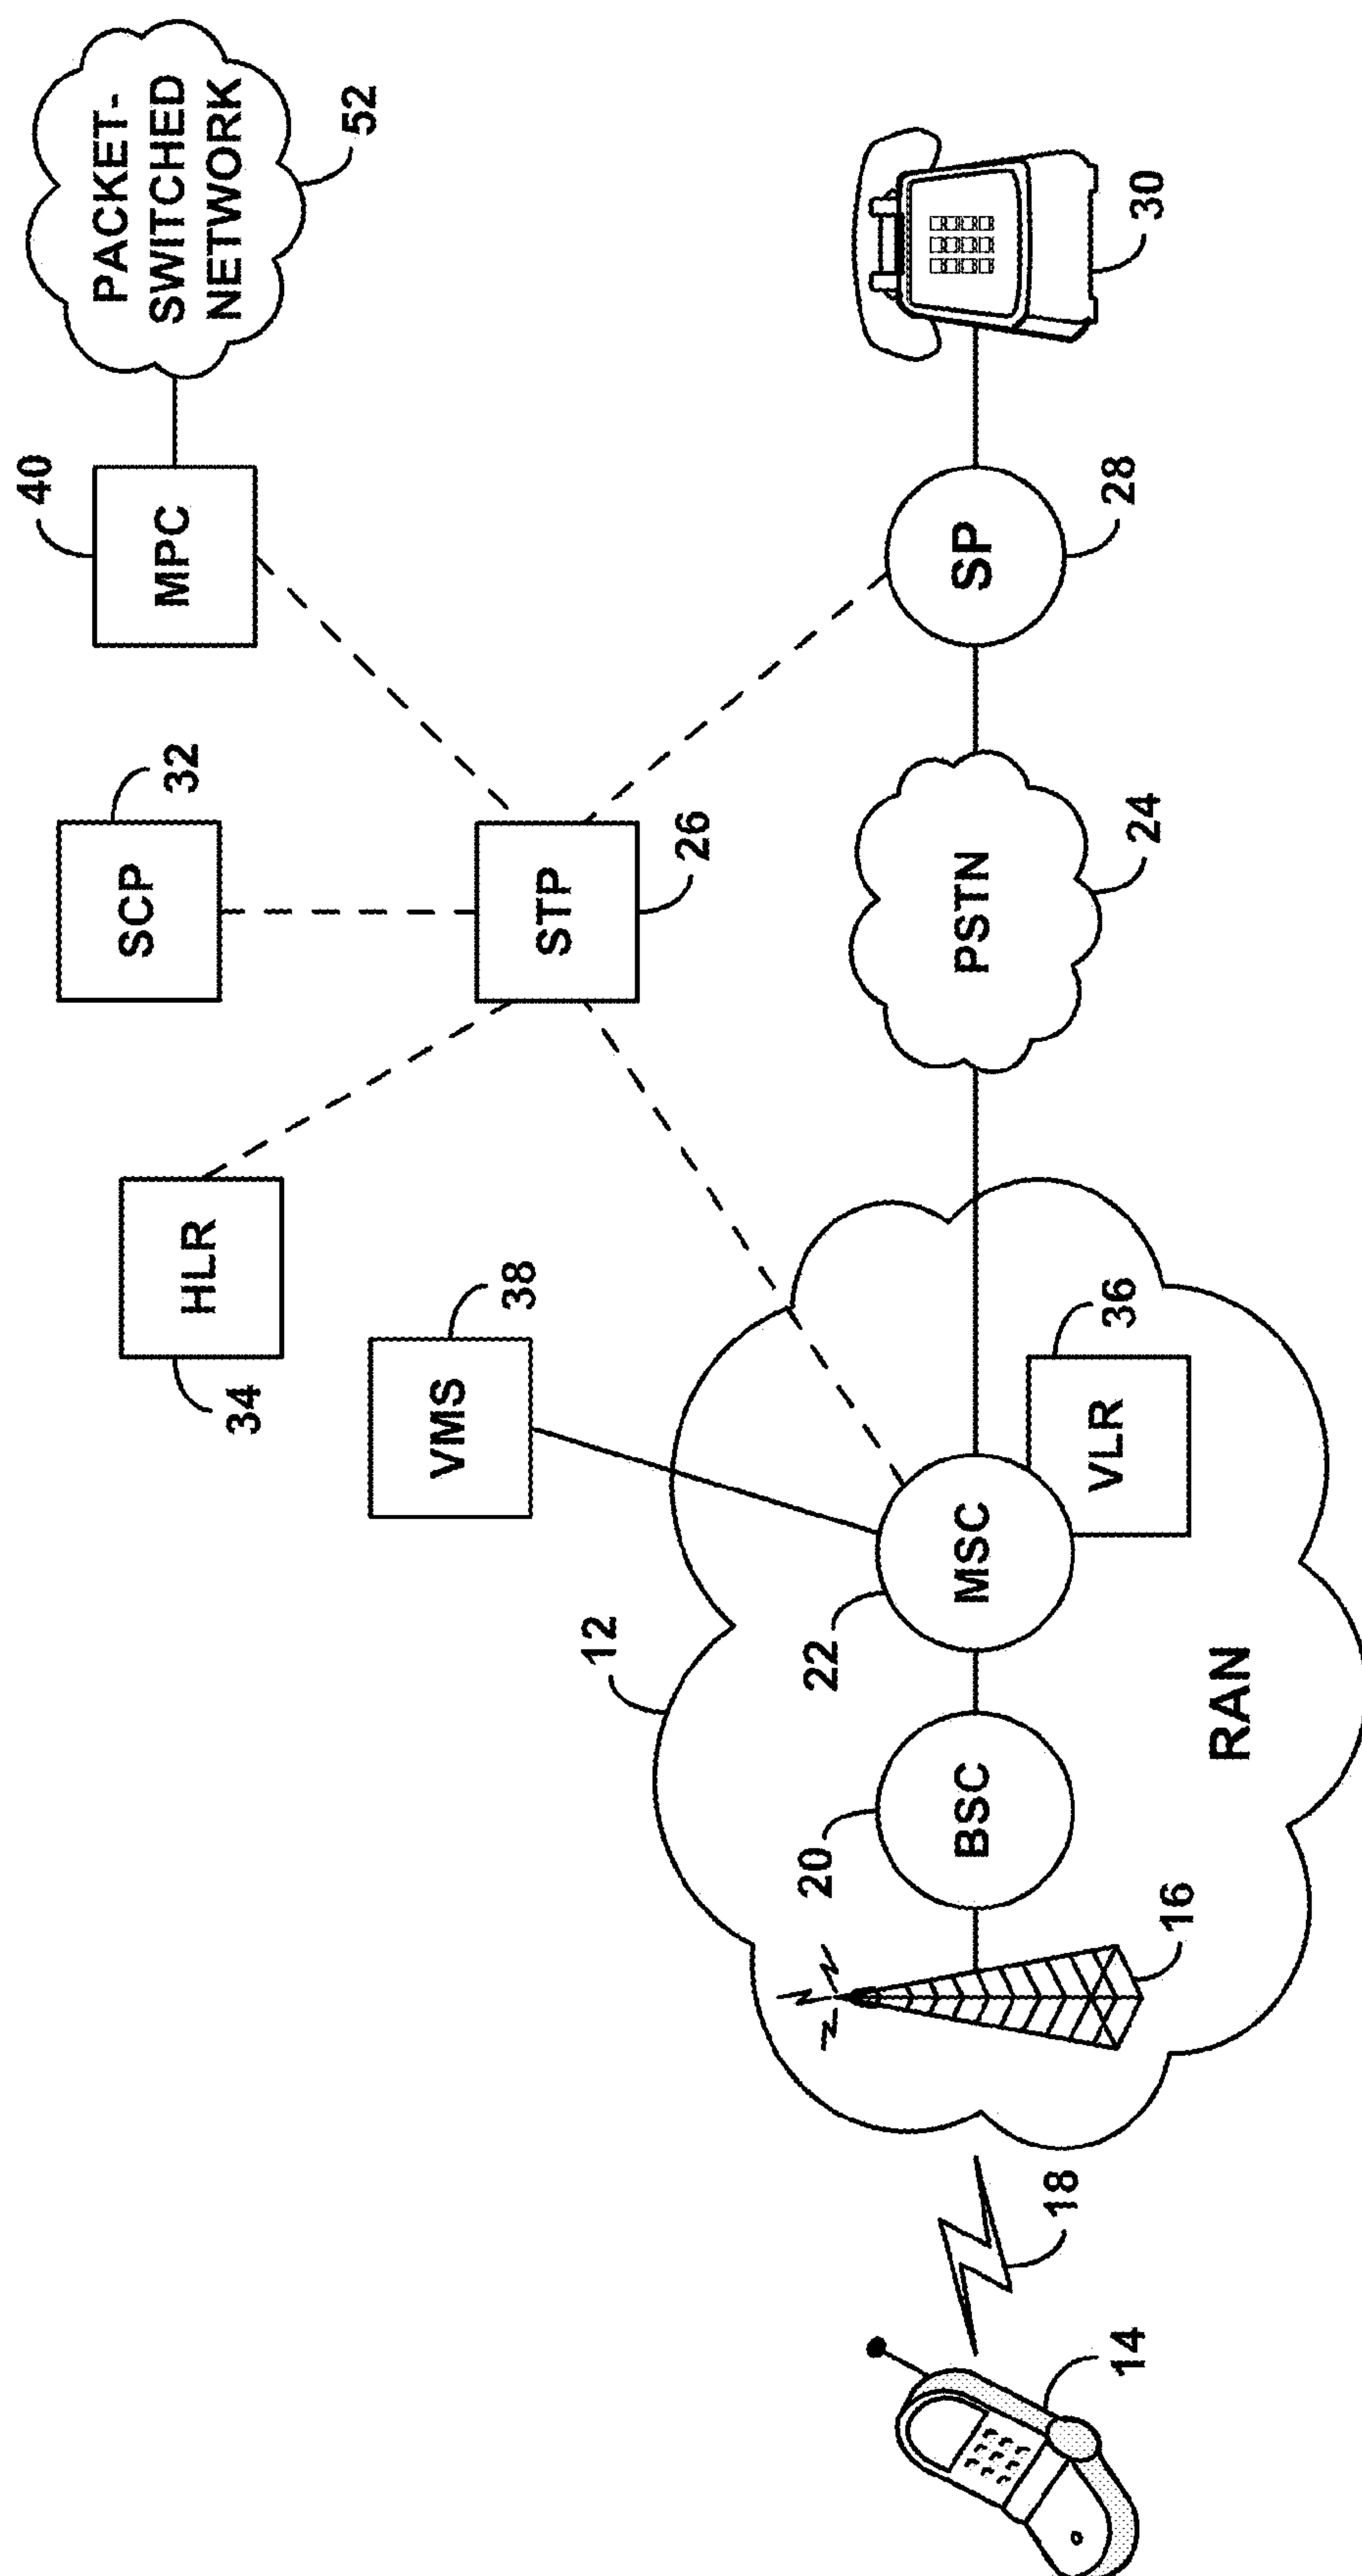 PACKET-
SWITCHED
NETWORK
52
40
MPC
32
SCP
34
HLR
38
VMS
STP
26
12
RAN
14
18
16
20
BSC
22
MSC
VLR
36
PSTN
24
SP
28
30